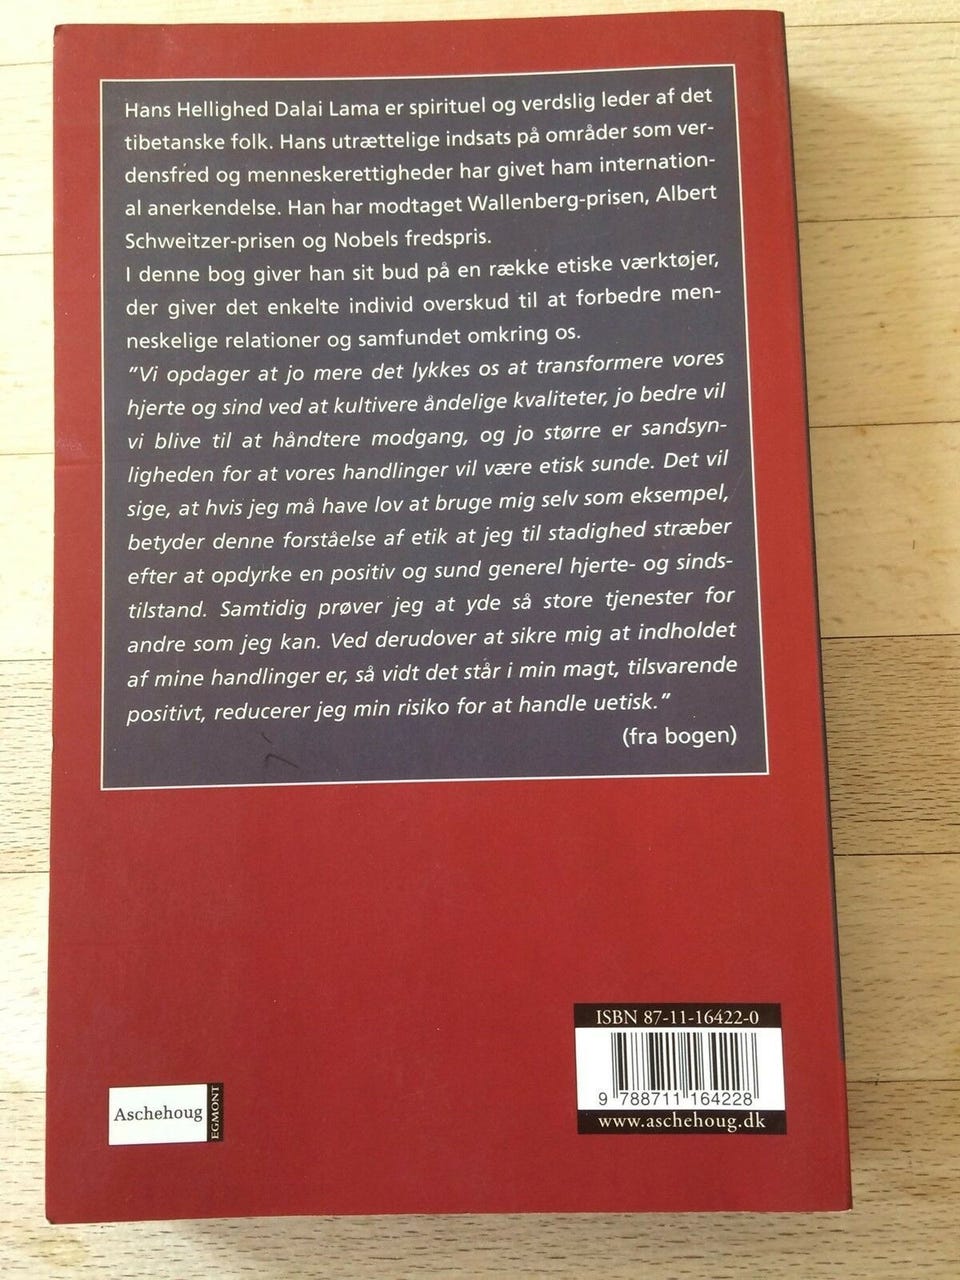 Hans Hellighed Dalai Lama er spirituel og verdslig leder af det
tibetanske folk. Hans utrættelige indsats på områder som ver-
densfred og menneskerettigheder har givet ham internation-
al anerkendelse. Han har modtaget Wallenberg-prisen, Albert
Schweitzer-prisen og Nobels fredspris.
I denne bog giver han sit bud på en række etiske værktøjer,
der giver det enkelte individ overskud til at forbedre men-
neskelige relationer og samfundet omkring os.
”Vi opdager at jo mere det lykkes os at transformere vores
hjerte og sind ved at kultivere åndelige kvaliteter, jo bedre vil
vi blive til at håndtere modgang, og jo større er sandsyn-
ligheden for at vores handlinger vil være etisk sunde. Det vil
sige, at hvis jeg må have lov at bruge mig selv som eksempel,
betyder denne forståelse af etik at jeg til stadighed stræber
efter at opdyrke en positiv og sund generel hjerte- og sinds-
tilstand. Samtidig prøver jeg at yde så store tjenester for
andre som jeg kan. Ved derudover at sikre mig at indholdet
af mine handlinger er, så vidt det står i min magt, tilsvarende
positivt, reducerer jeg min risiko for at handle uetisk.”
(fra bogen)
ISBN 87-11-16422-0
9 788711 164228
www.aschehoug.dk
Aschehoug
EGMONT